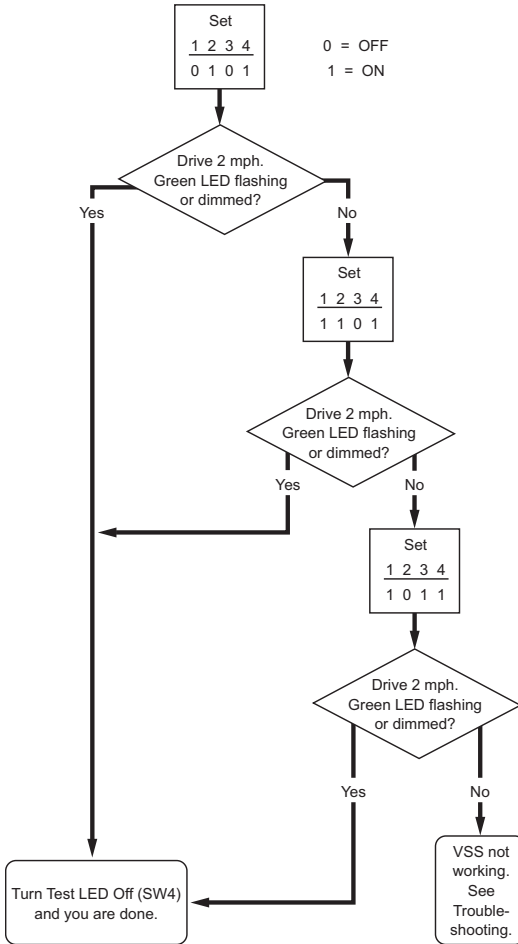 Set
1 2 3 4
0 1 0 1
0 = OFF
1 = ON
Drive 2 mph.
Green LED flashing
or dimmed?
Yes
No
Set
1 2 3 4
1 1 0 1
Drive 2 mph.
Green LED flashing
or dimmed?
Yes
No
Set
1 2 3 4
1 0 1 1
Drive 2 mph.
Green LED flashing
or dimmed?
Yes
No
Turn Test LED Off (SW4)
and you are done.
VSS not
working.
See
Trouble-
shooting.